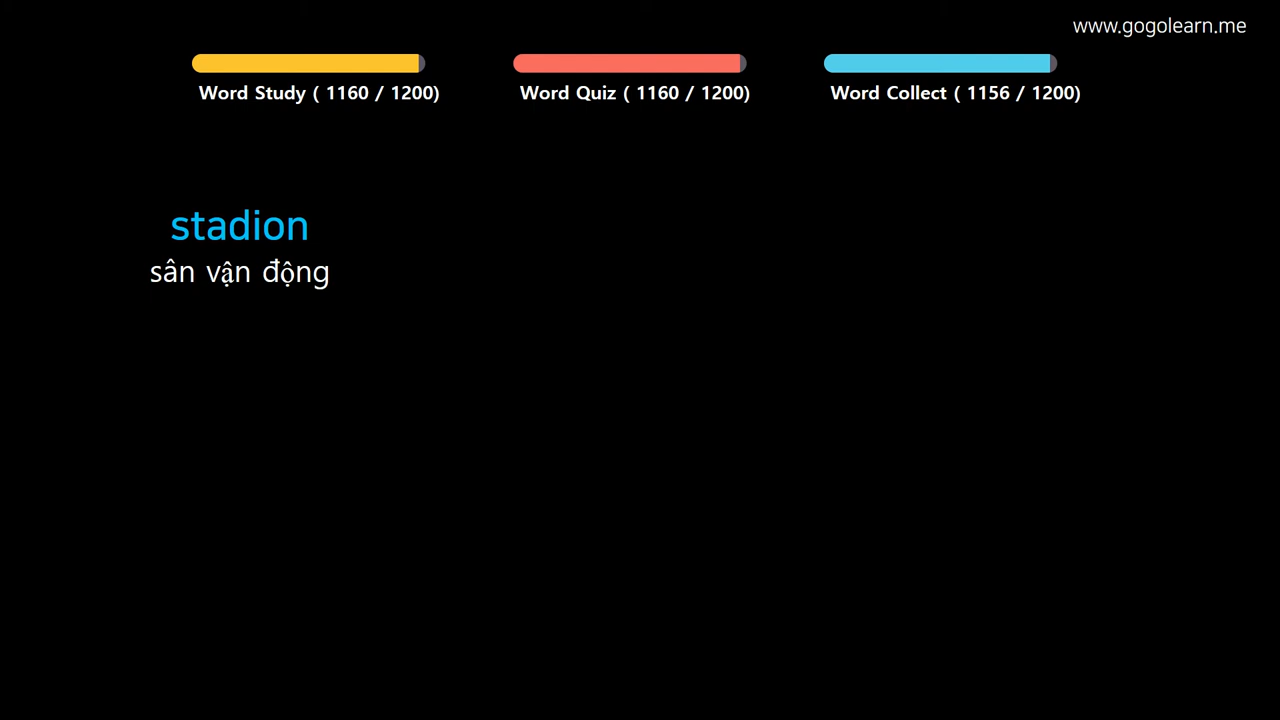 www.gogolearn.me
Word Study ( 1160 / 1200)
Word Quiz ( 1160 / 1200)
Word Collect ( 1156 / 1200)
stadion
sân vận động